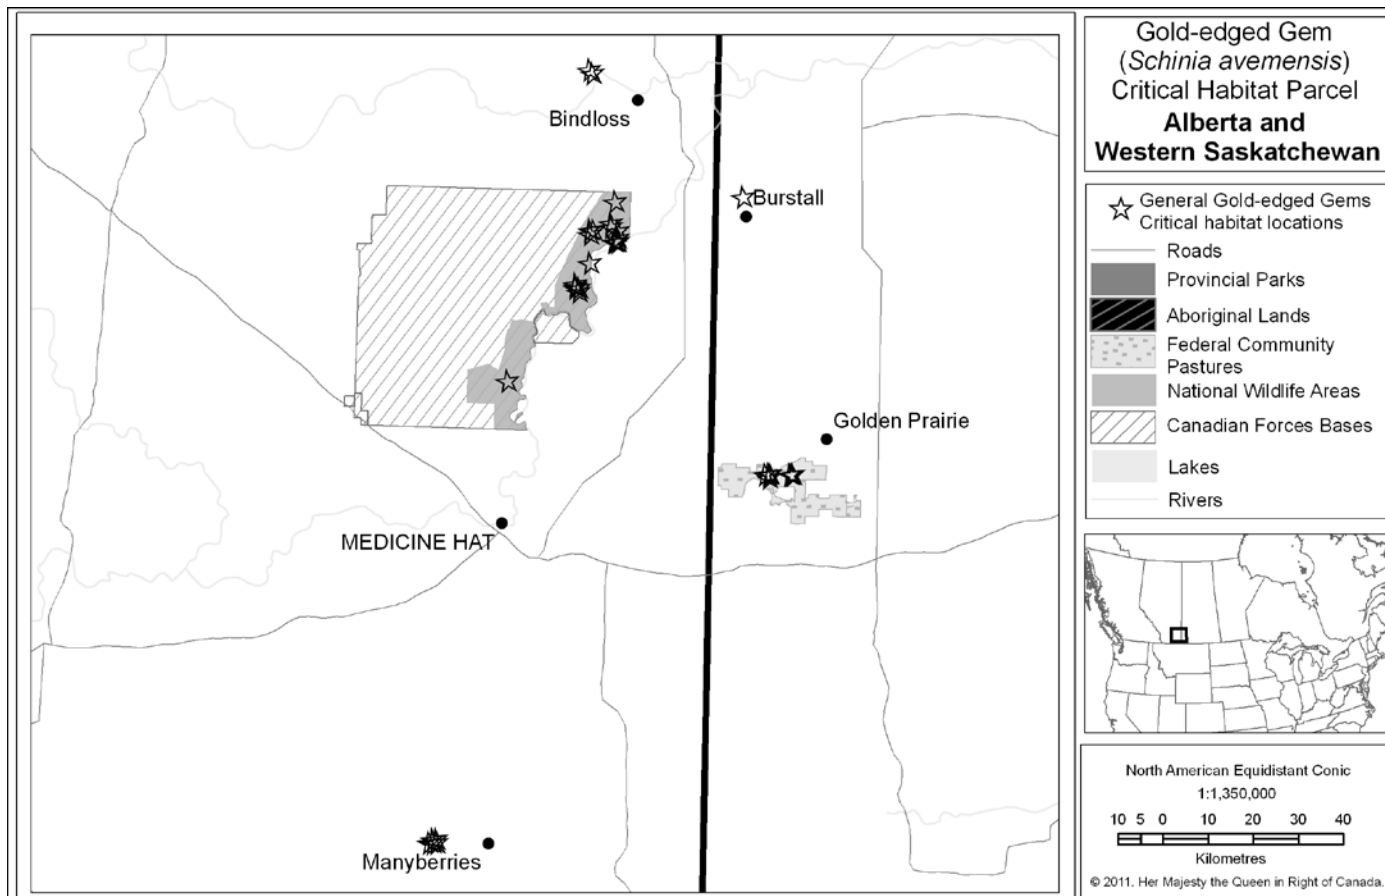 Bindloss
Burstall
Golden Prairie
MEDICINE HAT
Manyberries
Gold-edged Gem
(Schinia avemensis)
Critical Habitat Parcel
Alberta and
Western Saskatchewan
General Gold-edged Gems
Critical habitat locations
Roads
Provincial Parks
Aboriginal Lands
Federal Community
Pastures
National Wildlife Areas
Canadian Forces Bases
Lakes
Rivers
North American Equidistant Conic
1:1,350,000
10 5 0 10 20 30 40
Kilometres
© 2011. Her Majesty the Queen in Right of Canada.